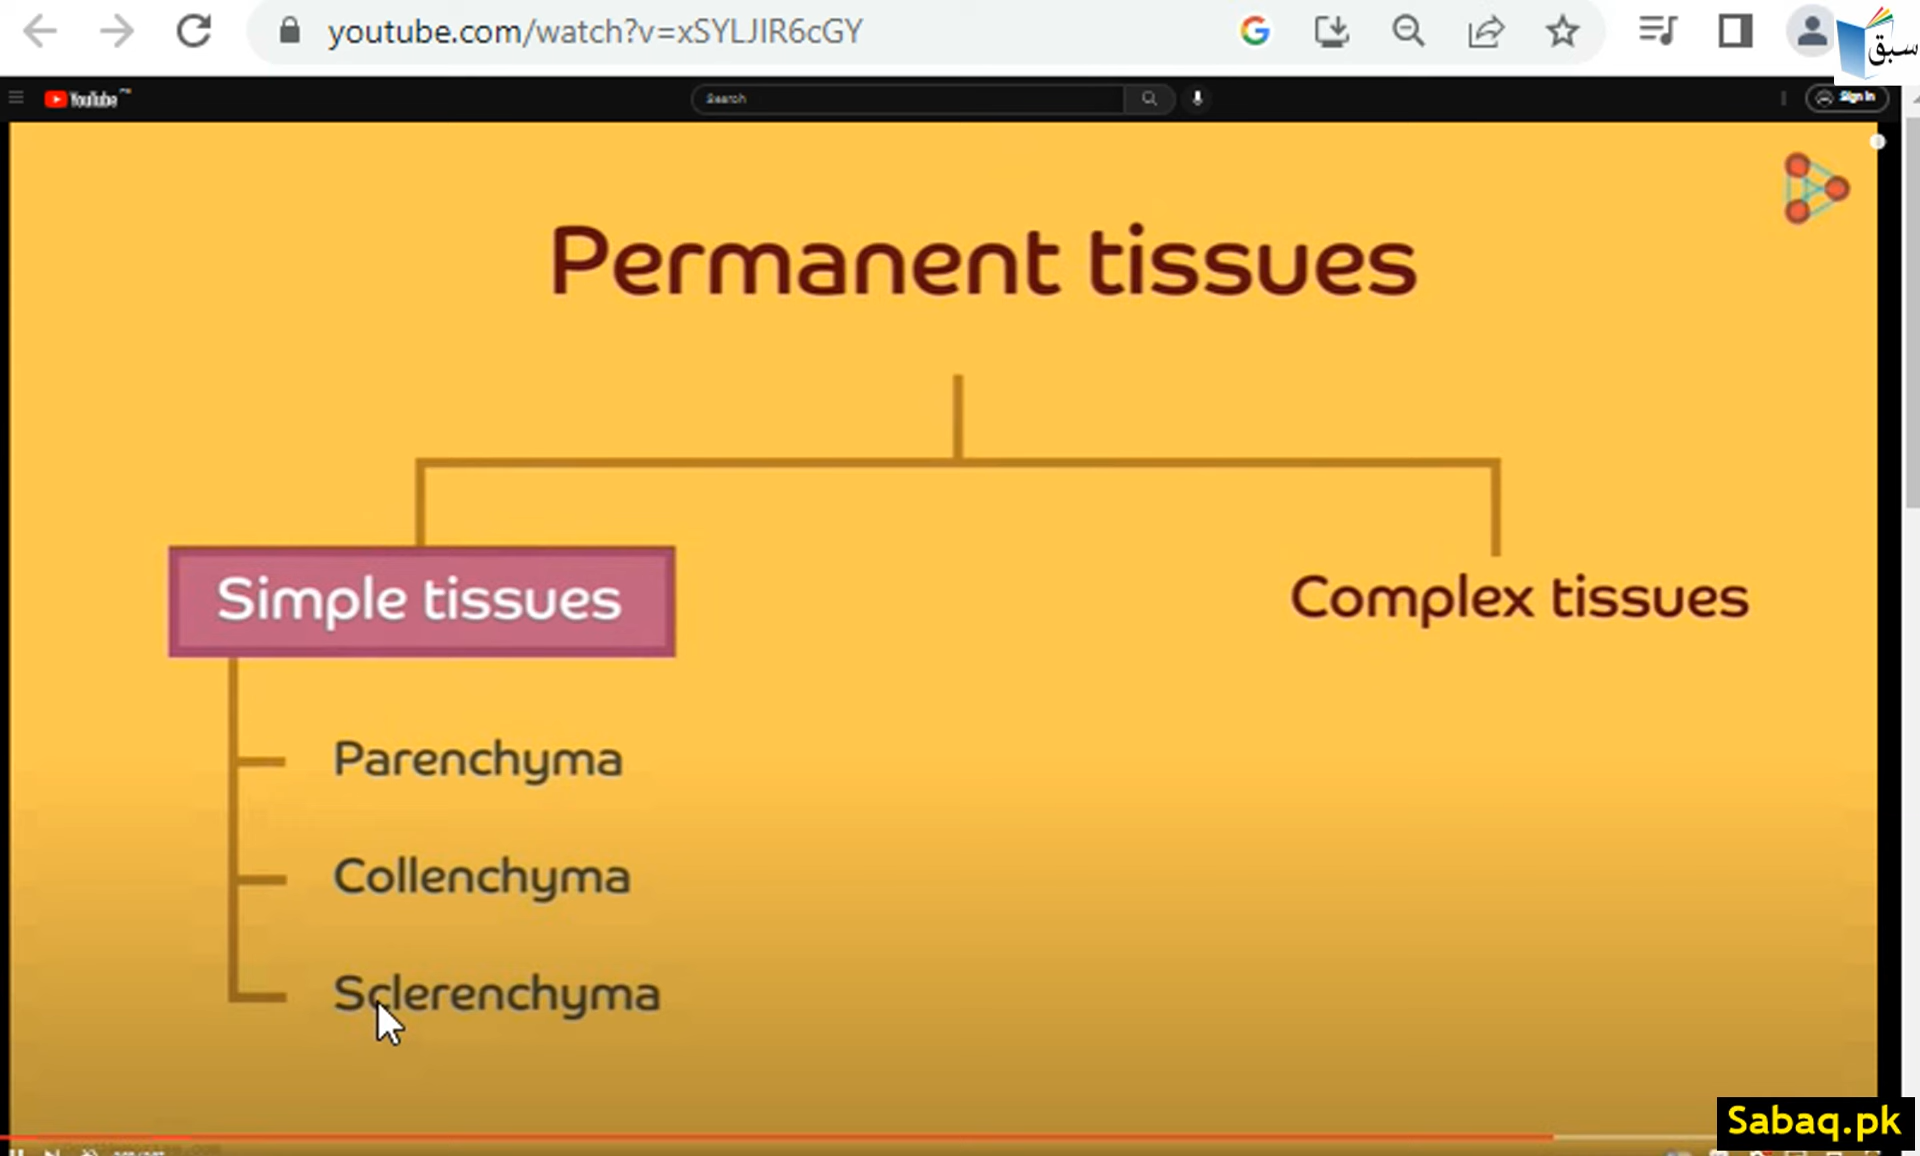 youtube.com/watch?v=xSYLJIR6cGY
سبق
YouTube
Search
Sign in
Permanent tissues
Simple tissues
Complex tissues
Parenchyma
Collenchyma
Sclerenchyma
Sabaq.pk